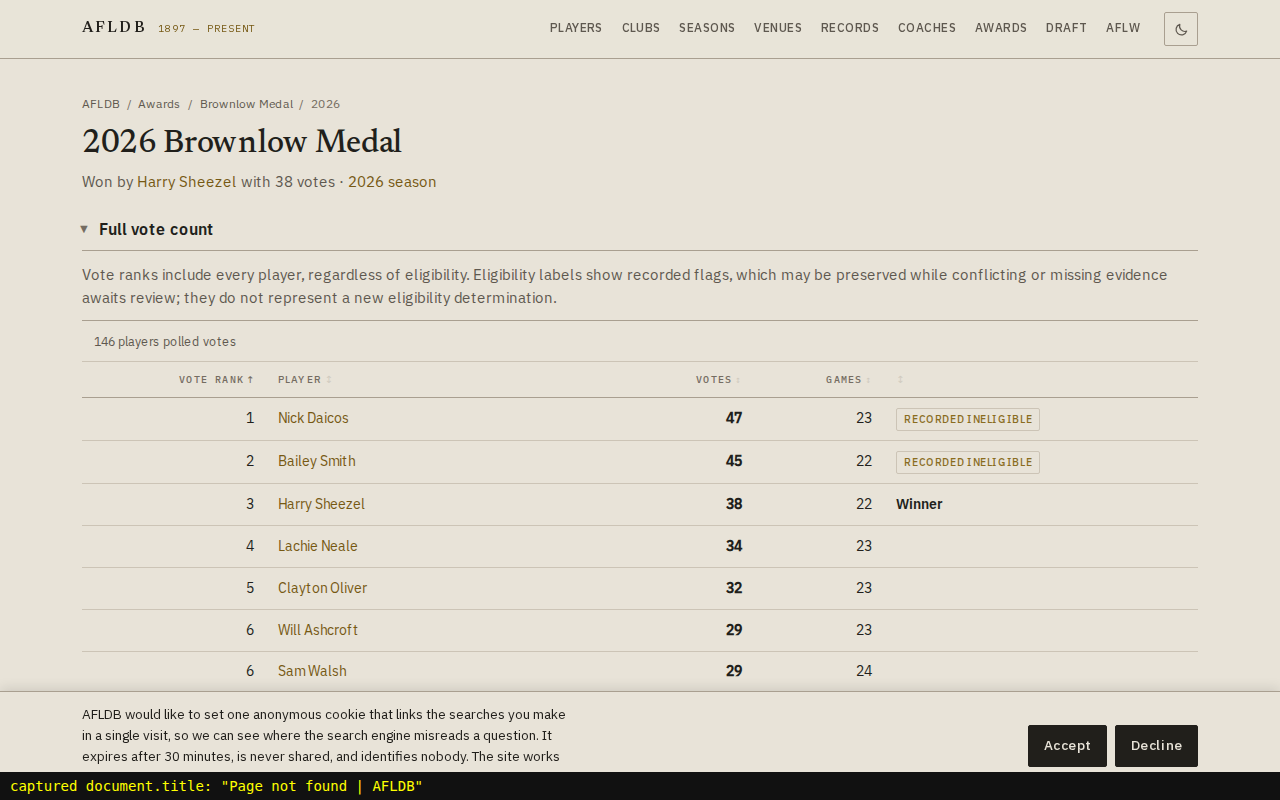 AFLDB 1897 — PRESENT
PLAYERS CLUBS SEASONS VENUES RECORDS COACHES AWARDS DRAFT AFLW
AFLDB / Awards / Brownlow Medal / 2026
2026 Brownlow Medal
Won by Harry Sheezel with 38 votes · 2026 season
▼ Full vote count
Vote ranks include every player, regardless of eligibility. Eligibility labels show recorded flags, which may be preserved while conflicting or missing evidence
awaits review; they do not represent a new eligibility determination.
146 players polled votes
VOTE RANK ↑ PLAYER ↕ VOTES ↕ GAMES ↕ ↕
1 Nick Daicos 47 23 RECORDED INELIGIBLE
2 Bailey Smith 45 22 RECORDED INELIGIBLE
3 Harry Sheezel 38 22 Winner
4 Lachie Neale 34 23
5 Clayton Oliver 32 23
6 Will Ashcroft 29 23
6 Sam Walsh 29 24
AFLDB would like to set one anonymous cookie that links the searches you make
in a single visit, so we can see where the search engine misreads a question. It
expires after 30 minutes, is never shared, and identifies nobody. The site works
Accept Decline
captured document.title: "Page not found | AFLDB"